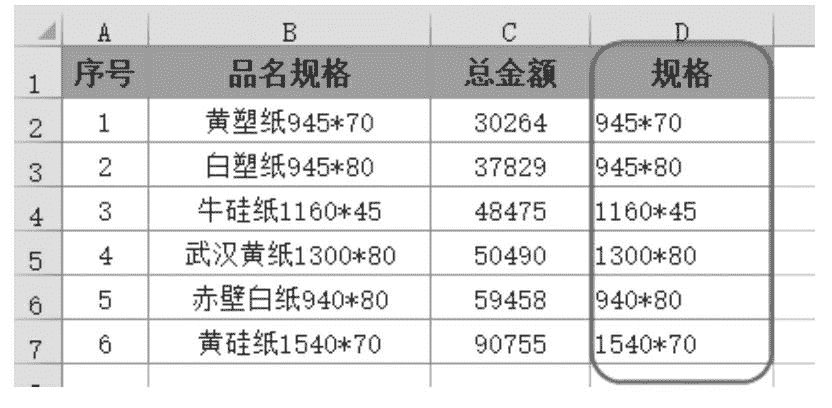 A B C D
1 序号 品名规格 总金额 规格
2 1 黄塑纸945*70 30264 945*70
3 2 白塑纸945*80 37829 945*80
4 3 牛硅纸1160*45 48475 1160*45
5 4 武汉黄纸1300*80 50490 1300*80
6 5 赤壁白纸940*80 59458 940*80
7 6 黄硅纸1540*70 90755 1540*70